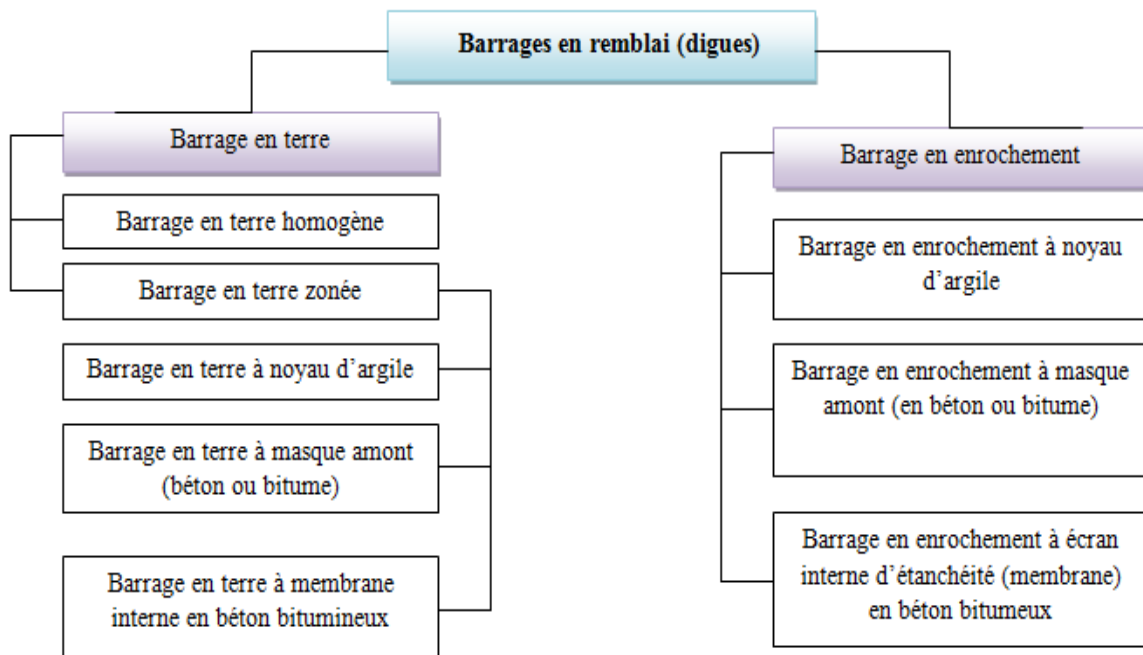 Barrages en remblai (digues)
Barrage en terre
Barrage en terre homogène
Barrage en terre zonée
Barrage en terre à noyau d'argile
Barrage en terre à masque amont
(béton ou bitume)
Barrage en terre à membrane
interne en béton bitumineux
Barrage en enrochement
Barrage en enrochement à noyau
d'argile
Barrage en enrochement à masque
amont (en béton ou bitume)
Barrage en enrochement à écran
interne d'étanchéité (membrane)
en béton bitumeux